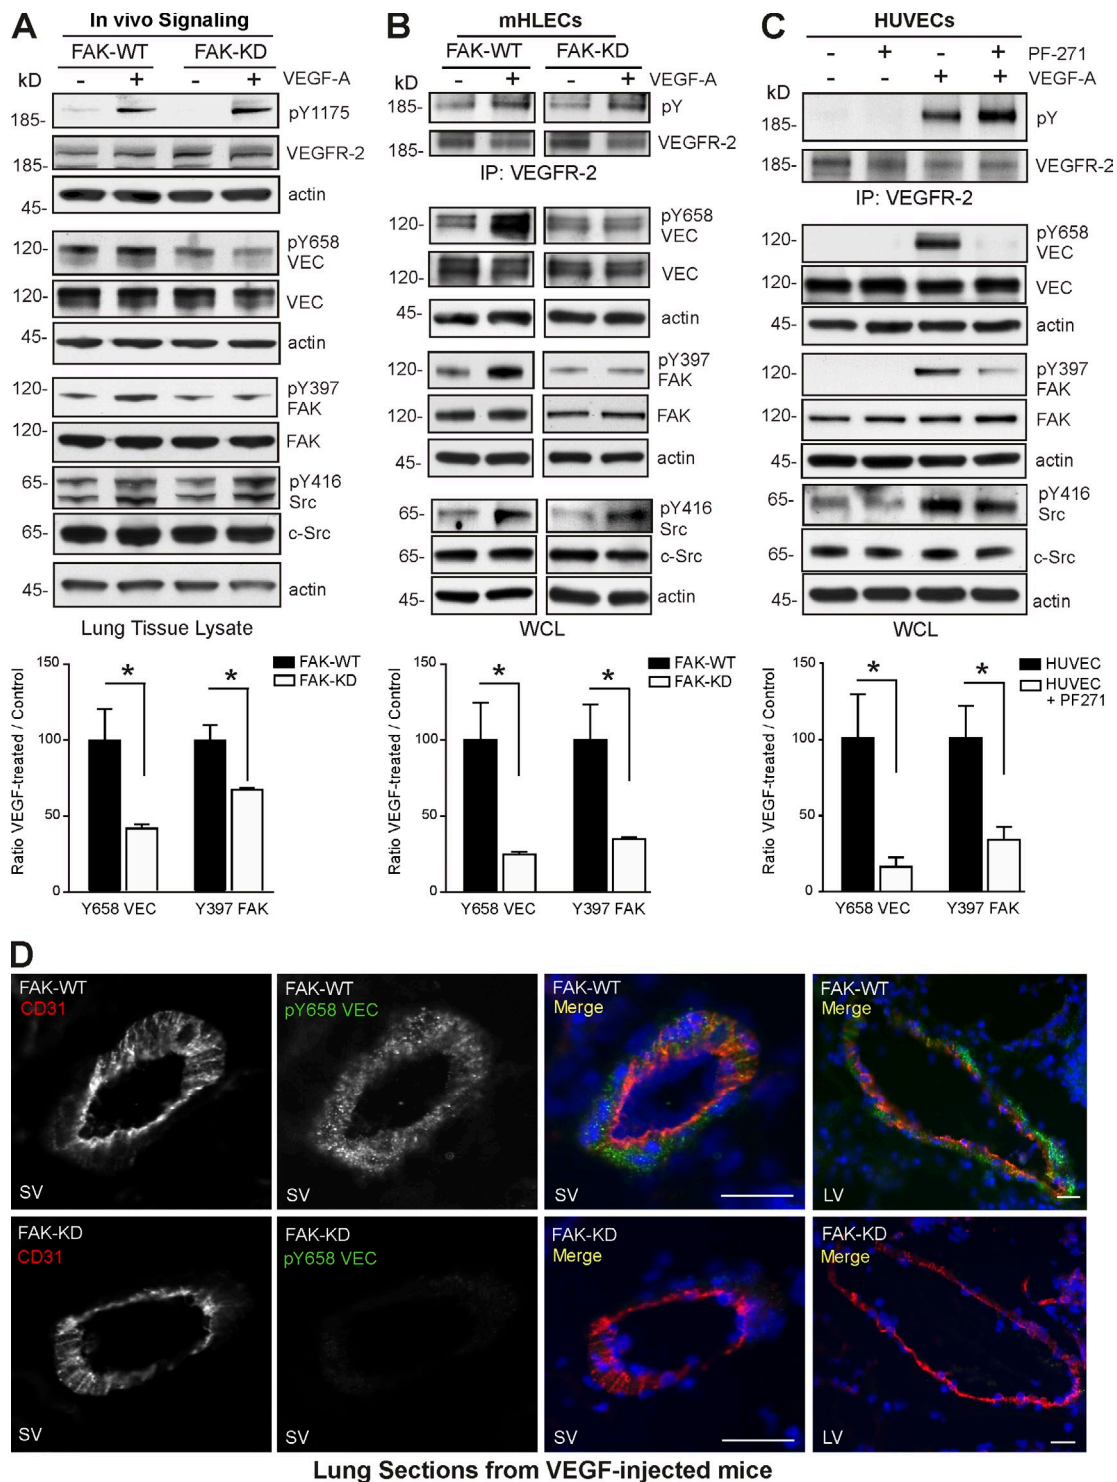 A
In vivo Signaling
FAK-WT FAK-KD
kD - + - + VEGF-A
185- pY1175
185- VEGFR-2
45- actin
120- pY658
VEC
120- VEC
45- actin
120- pY397
FAK
120- FAK
65- pY416
Src
65- c-Src
45- actin
Lung Tissue Lysate
B
mHLECs
FAK-WT FAK-KD
kD - + - + VEGF-A
185- pY
185- VEGFR-2
IP: VEGFR-2
120- pY658
VEC
120- VEC
45- actin
120- pY397
FAK
120- FAK
45- actin
65- pY416
Src
65- c-Src
45- actin
WCL
C
HUVECs
- + - + PF-271
- - + + VEGF-A
kD
185- pY
185- VEGFR-2
IP: VEGFR-2
120- pY658
VEC
120- VEC
45- actin
120- pY397
FAK
120- FAK
45- actin
65- pY416
Src
65- c-Src
45- actin
WCL
Ratio VEGF-treated / Control
150
100
50
0
* *
FAK-WT
FAK-KD
Y658 VEC Y397 FAK
Ratio VEGF-treated / Control
150
100
50
0
* *
FAK-WT
FAK-KD
Y658 VEC Y397 FAK
Ratio VEGF-treated / Control
150
100
50
0
* *
HUVEC
HUVEC
+ PF271
Y658 VEC Y397 FAK
D
FAK-WT
CD31
SV
FAK-WT
pY658 VEC
SV
FAK-WT
Merge
SV
FAK-WT
Merge
LV
FAK-KD
CD31
SV
FAK-KD
pY658 VEC
SV
FAK-KD
Merge
SV
FAK-KD
Merge
LV
Lung Sections from VEGF-injected mice